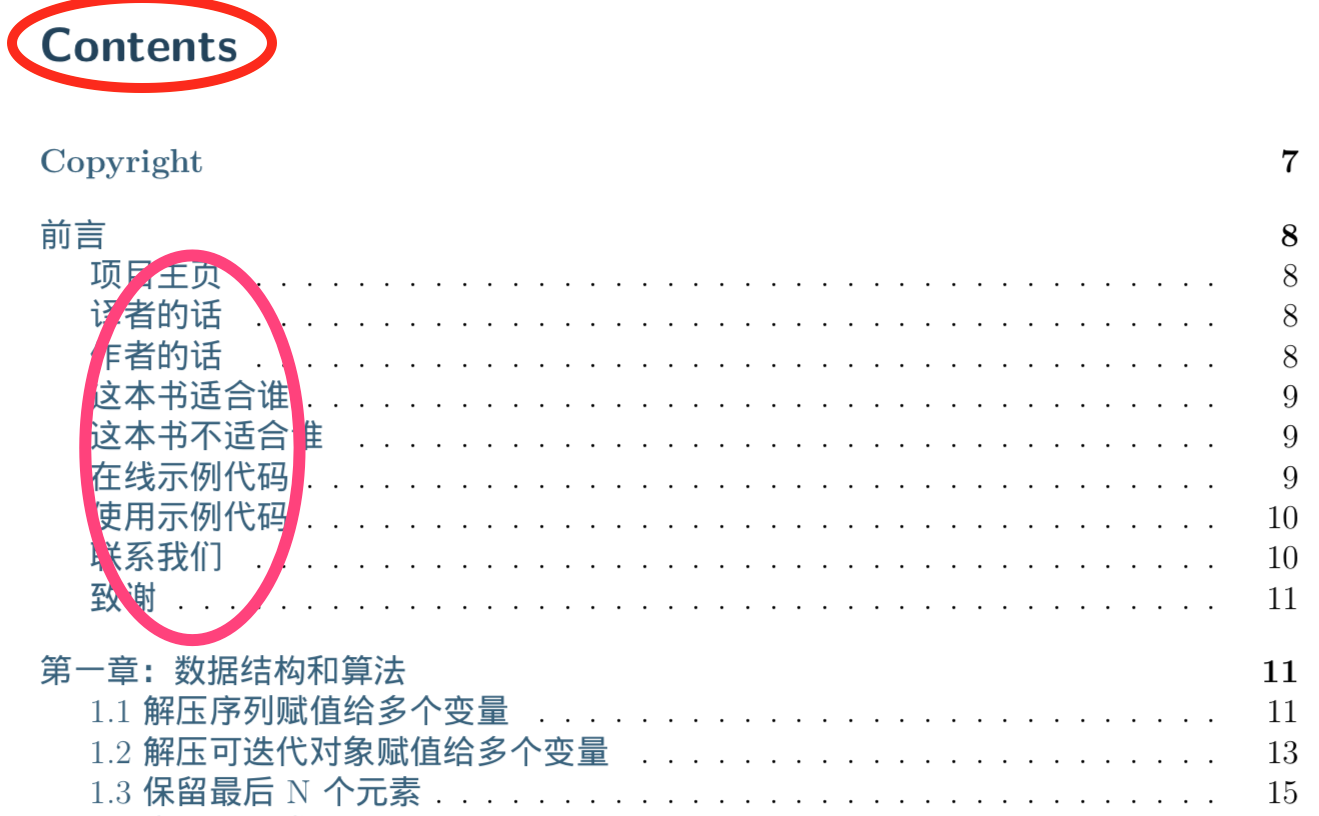 Contents
Copyright 7
前言 8
项目主页 . . . . . . . . . . . . . . . . . . . . . . . . . . . . . . . . . . . . . . 8
译者的话 . . . . . . . . . . . . . . . . . . . . . . . . . . . . . . . . . . . . . . 8
作者的话 . . . . . . . . . . . . . . . . . . . . . . . . . . . . . . . . . . . . . . 8
这本书适合谁 . . . . . . . . . . . . . . . . . . . . . . . . . . . . . . . . . . . . 9
这本书不适合谁 . . . . . . . . . . . . . . . . . . . . . . . . . . . . . . . . . . 9
在线示例代码 . . . . . . . . . . . . . . . . . . . . . . . . . . . . . . . . . . . . 9
使用示例代码 . . . . . . . . . . . . . . . . . . . . . . . . . . . . . . . . . . . . 10
联系我们 . . . . . . . . . . . . . . . . . . . . . . . . . . . . . . . . . . . . . . 10
致谢 . . . . . . . . . . . . . . . . . . . . . . . . . . . . . . . . . . . . . . . . . 11
第一章：数据结构和算法 11
1.1 解压序列赋值给多个变量 . . . . . . . . . . . . . . . . . . . . . . . . . . . 11
1.2 解压可迭代对象赋值给多个变量 . . . . . . . . . . . . . . . . . . . . . . . 13
1.3 保留最后 N 个元素 . . . . . . . . . . . . . . . . . . . . . . . . . . . . . . . 15